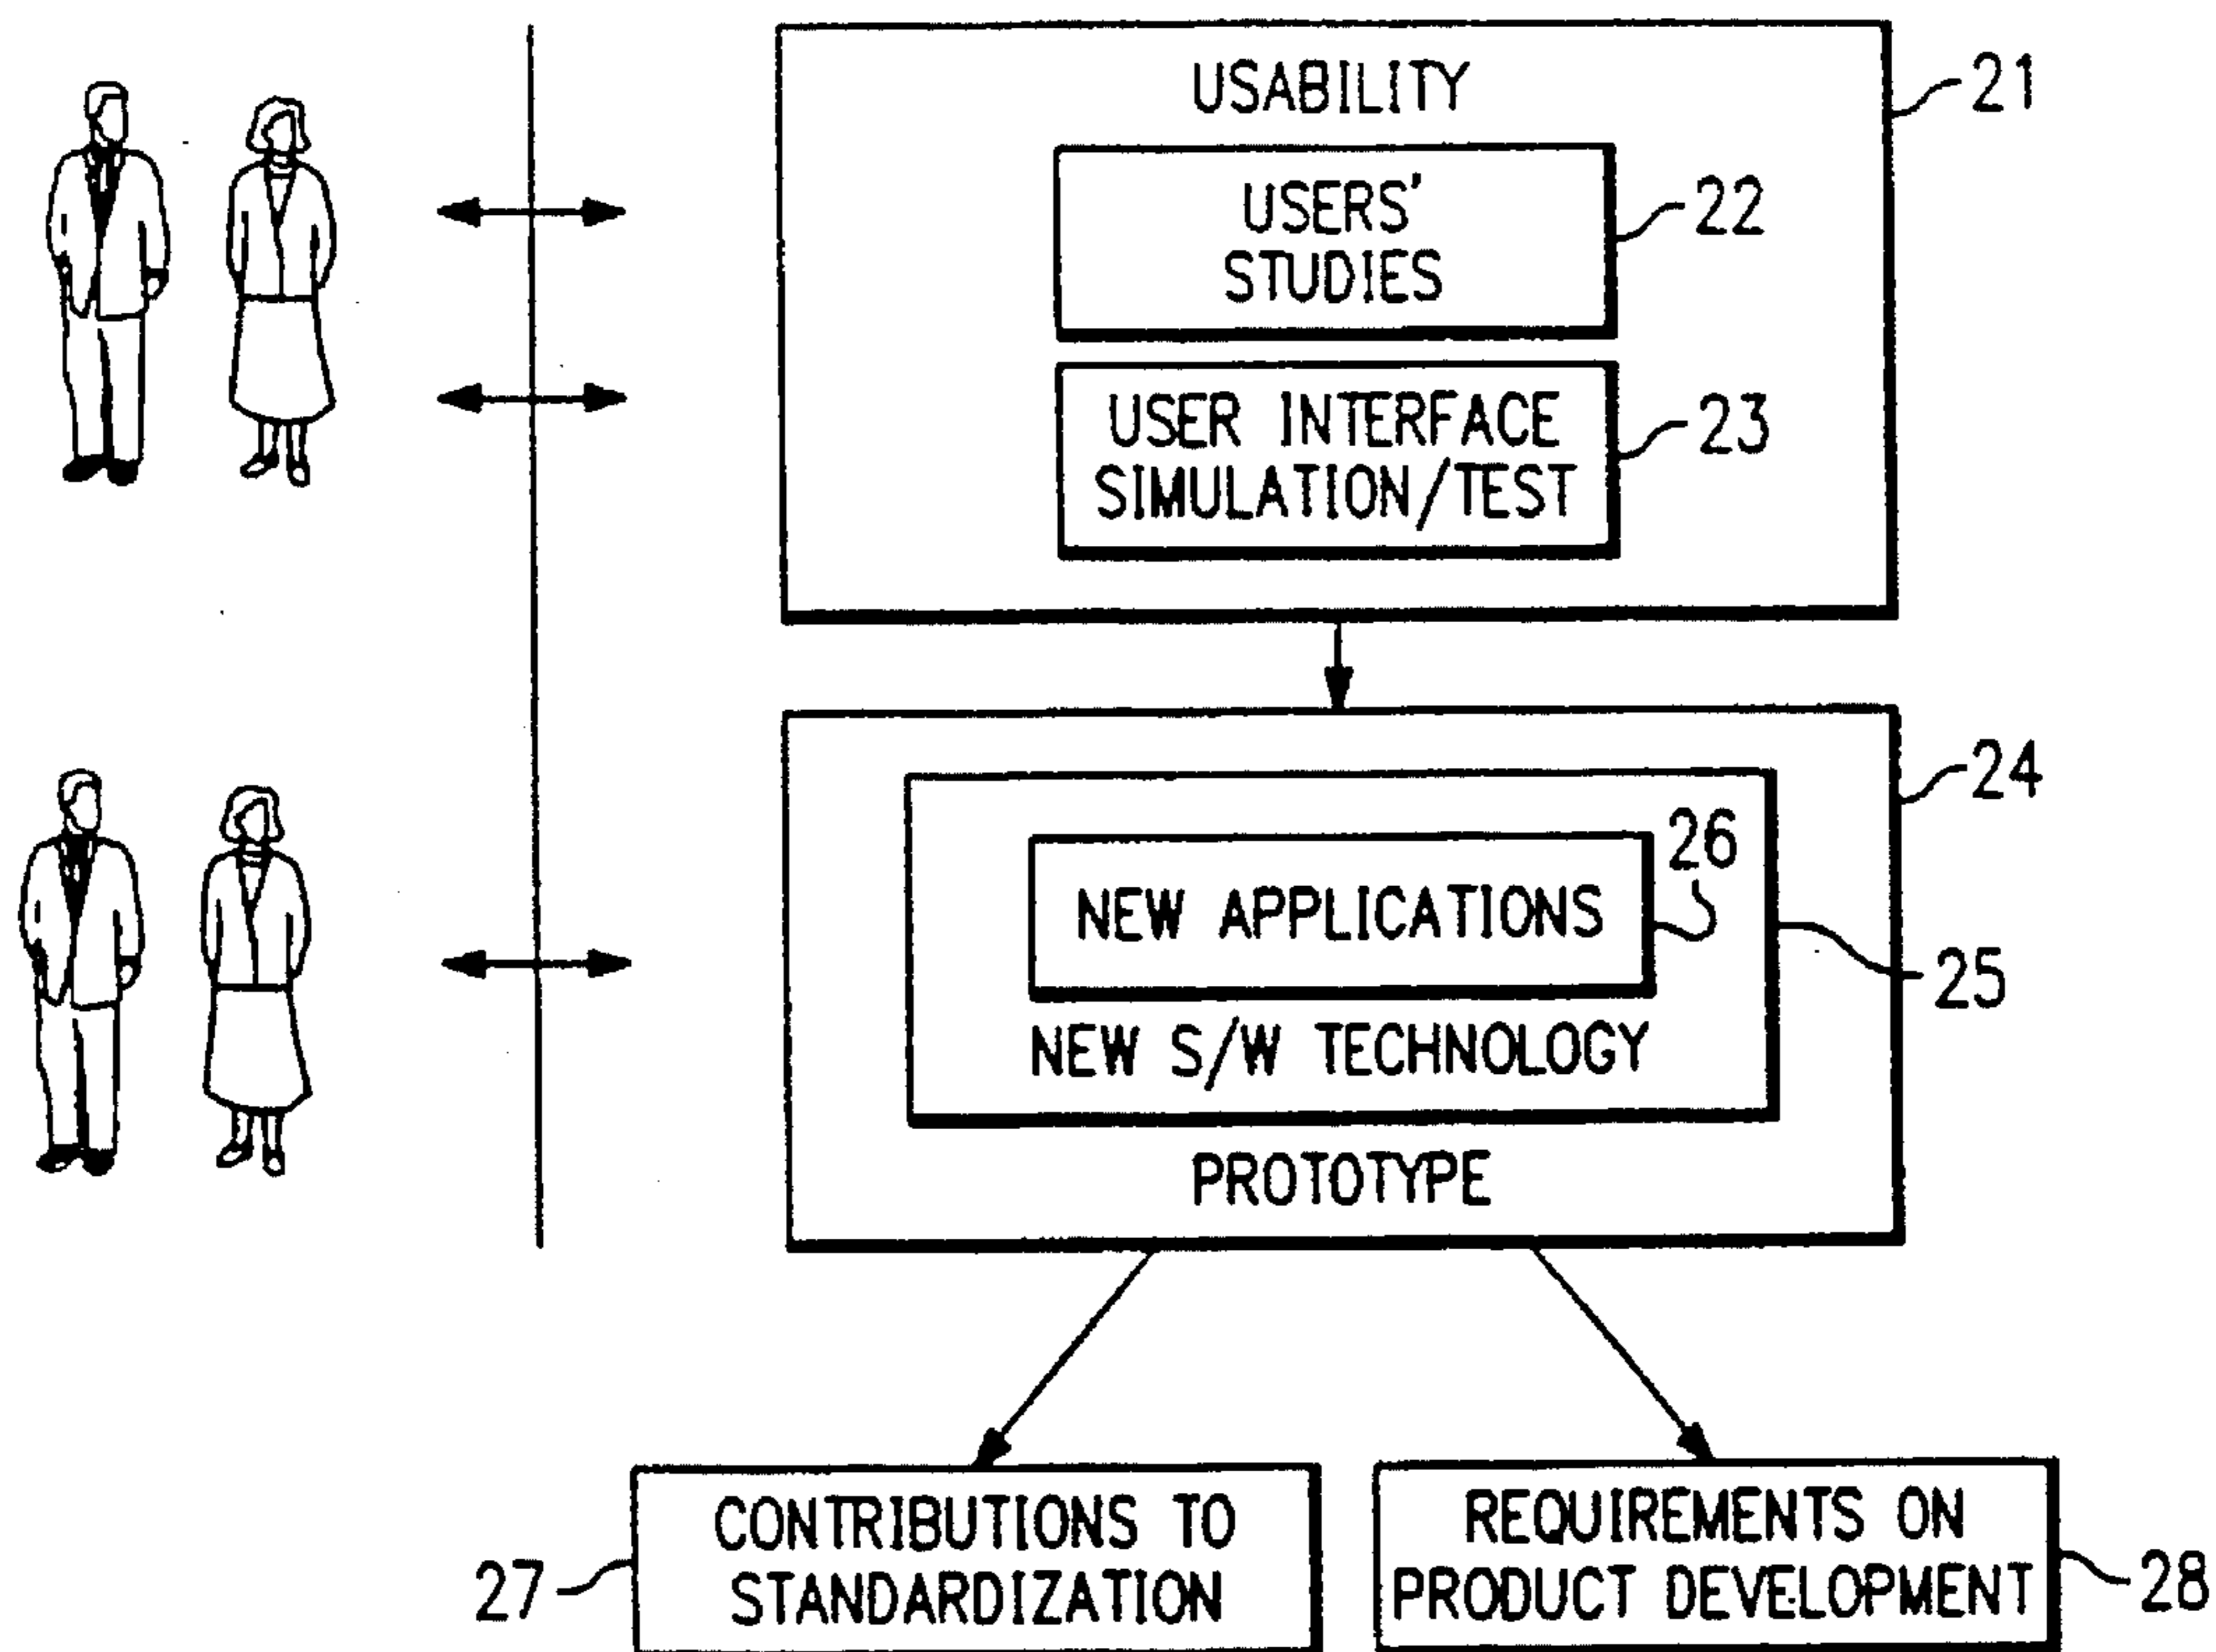 USABILITY
21
USERS'
STUDIES
22
USER INTERFACE
SIMULATION/TEST
23
24
26
NEW APPLICATIONS
25
NEW S/W TECHNOLOGY
PROTOTYPE
CONTRIBUTIONS TO
STANDARDIZATION
27
REQUIREMENTS ON
PRODUCT DEVELOPMENT
28